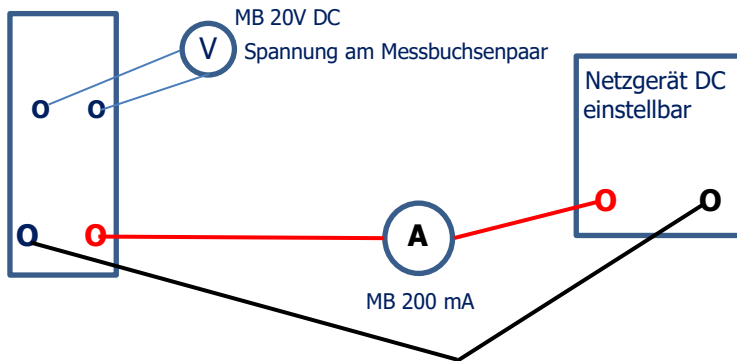 MB 20V DC
V
Spannung am Messbuchsenpaar
Netzgerät DC
einstellbar
o o
O O
A
O O
MB 200 mA